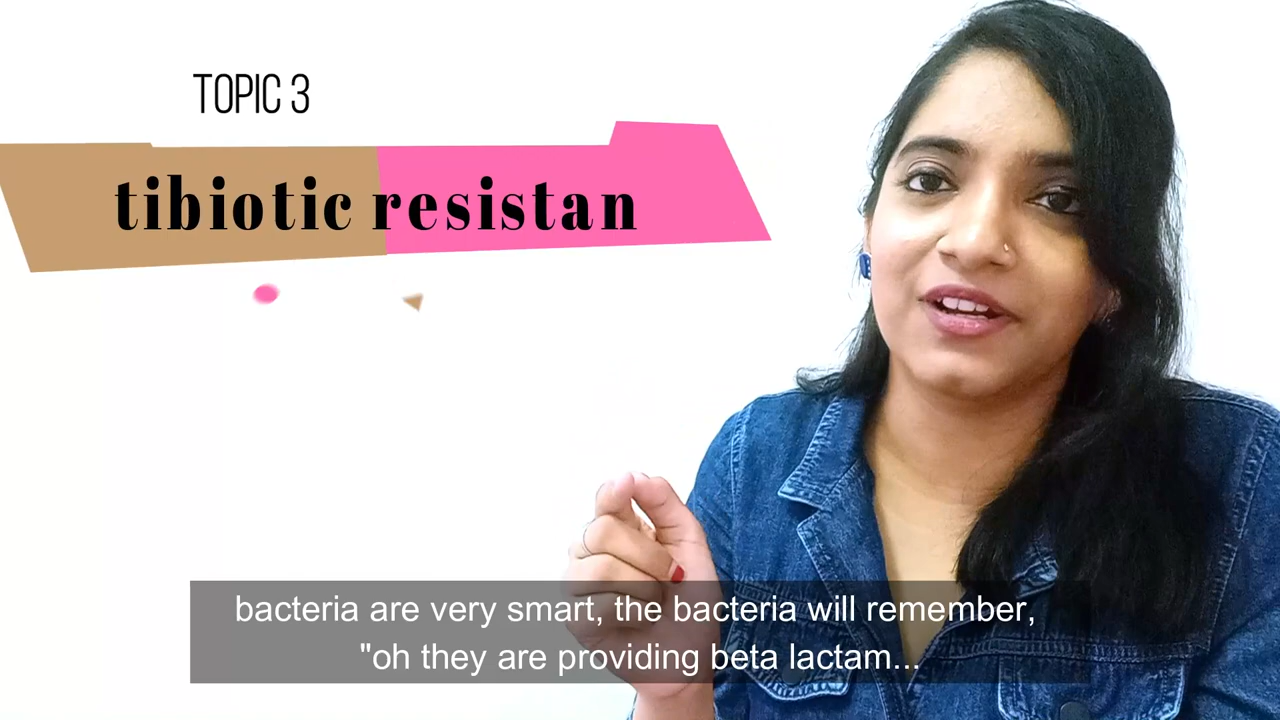 TOPIC 3
tibiotic resistan
bacteria are very smart, the bacteria will remember,
"oh they are providing beta lactam...